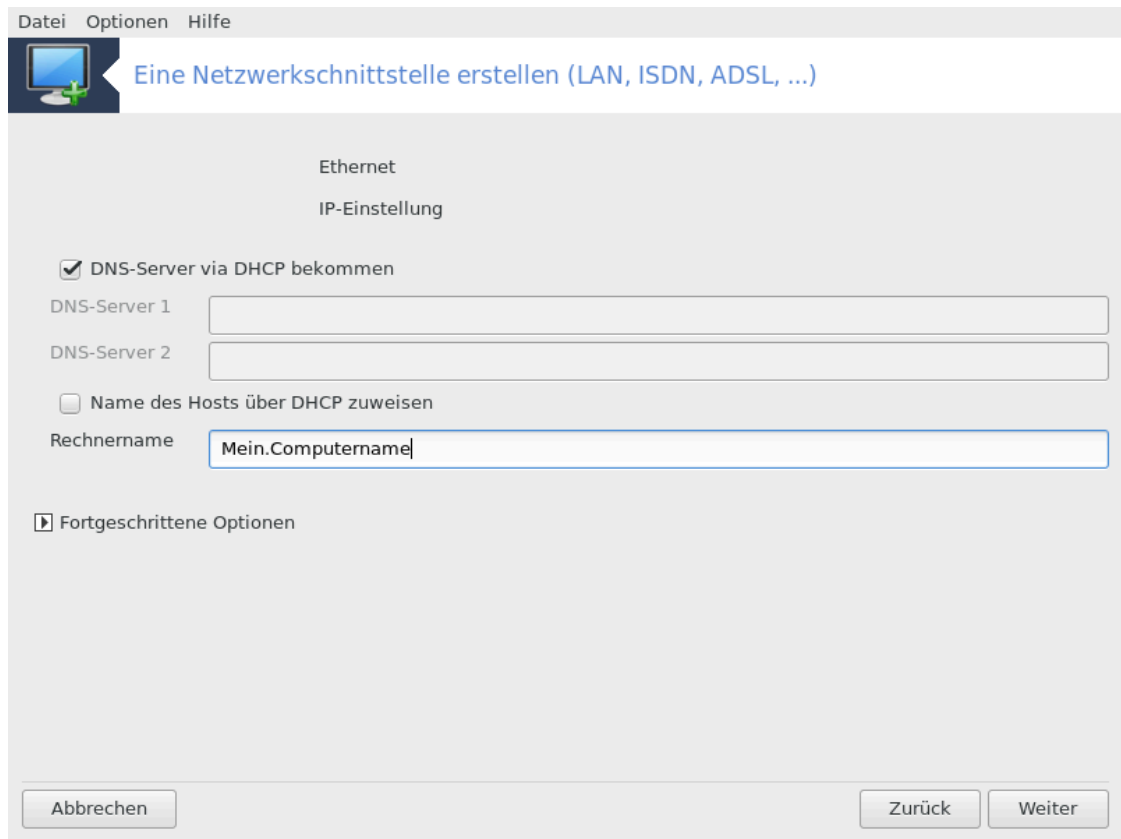 Datei Optionen Hilfe
Eine Netzwerkschnittstelle erstellen (LAN, ISDN, ADSL, ...)
Ethernet
IP-Einstellung
DNS-Server via DHCP bekommen
DNS-Server 1
DNS-Server 2
Name des Hosts über DHCP zuweisen
Rechnername Mein.Computername
Fortgeschrittene Optionen
Abbrechen Zurück Weiter